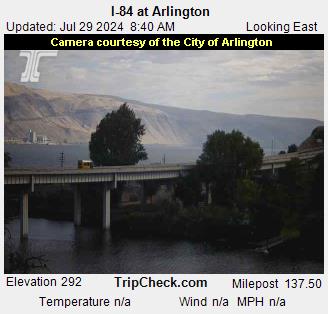 I-84 at Arlington
Updated: Jul 29 2024 8:40 AM Looking East
Camera courtesy of the City of Arlington
Elevation 292 TripCheck.com Milepost 137.50
Temperature n/a Wind n/a MPH n/a